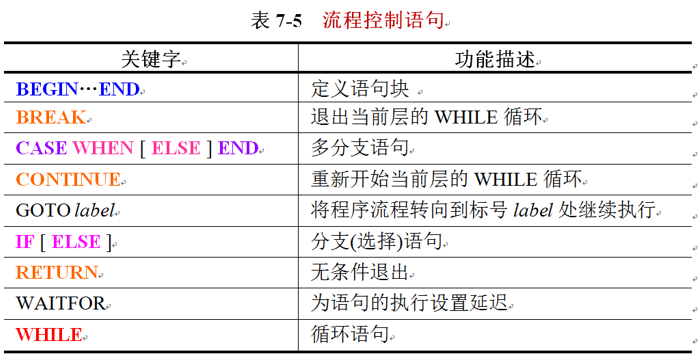 表 7-5 流程控制语句
关键字 功能描述
BEGIN…END 定义语句块
BREAK 退出当前层的 WHILE 循环
CASE WHEN [ ELSE ] END 多分支语句
CONTINUE 重新开始当前层的 WHILE 循环
GOTO label 将程序流程转向到标号 label 处继续执行
IF [ ELSE ] 分支(选择)语句
RETURN 无条件退出
WAITFOR 为语句的执行设置延迟
WHILE 循环语句